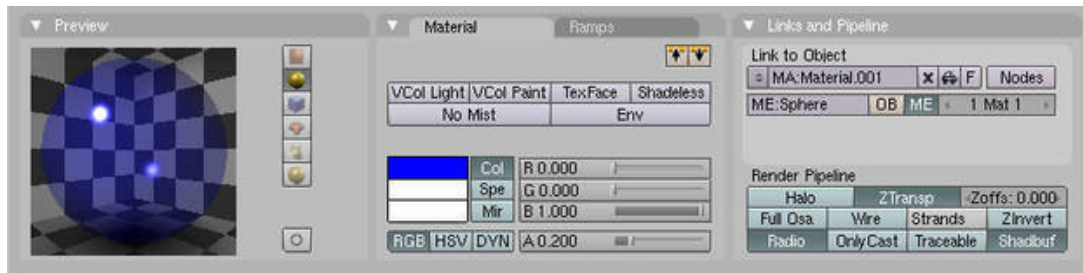 Preview
Material Ramps
VCol Light VCol Paint TexFace Shadeless
No Mist Env
Col R 0.000
Spe G 0.000
Mir B 1.000
RGB HSV DYN A 0.200
Links and Pipeline
Link to Object
MA:Material.001 F Nodes
ME:Sphere OB ME 1 Mat 1
Render Pipeline
Halo ZTransp Zoffs: 0.000
Full Osa Wire Strands ZInvert
Radio OnlyCast Traceable Shadbuf